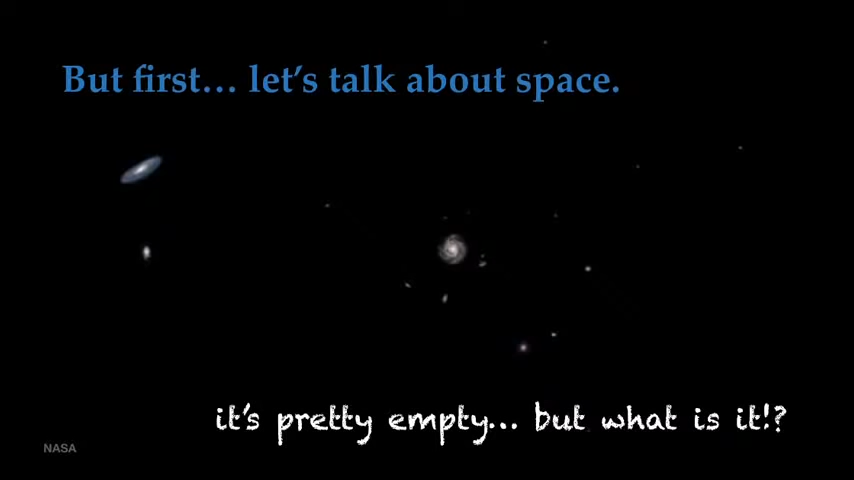 But first… let’s talk about space.
it's pretty empty… but what is it!?
NASA